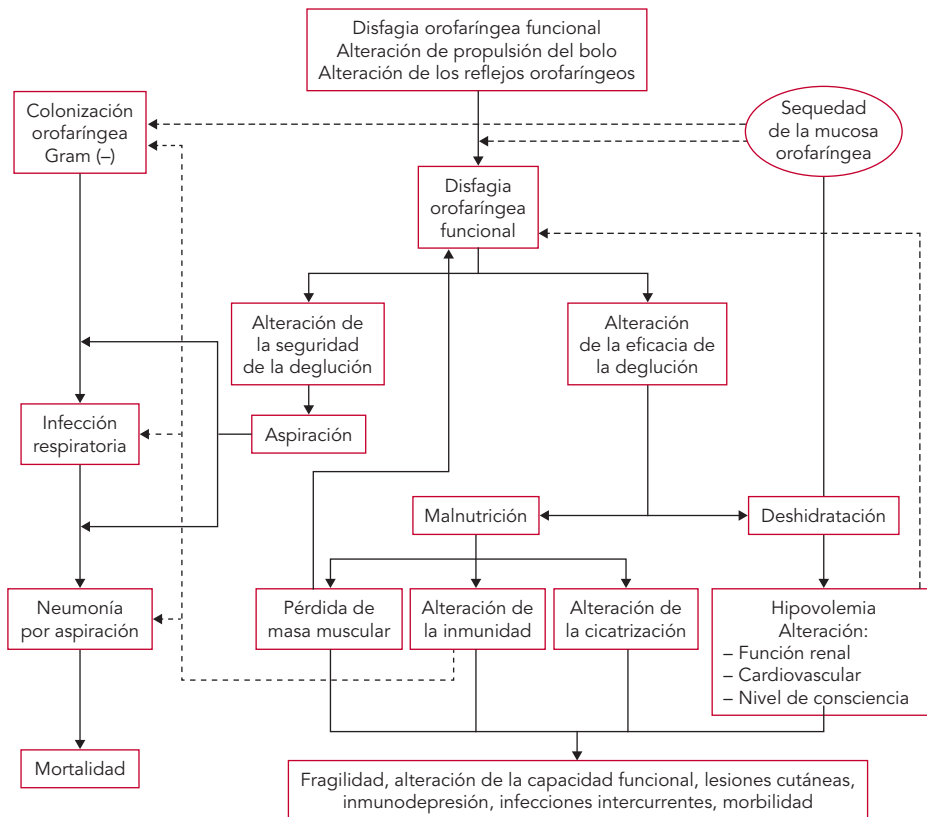 Disfagia orofaríngea funcional
Alteración de propulsión del bolo
Alteración de los reflejos orofaríngeos
Colonización
orofaríngea
Gram (–)
Sequedad
de la mucosa
orofaríngea
Disfagia
orofaríngea
funcional
Alteración de
la seguridad
de la deglución
Alteración
de la eficacia de
la deglución
Infección
respiratoria
Aspiración
Malnutrición
Deshidratación
Neumonía
por aspiración
Pérdida de
masa muscular
Alteración de
la inmunidad
Alteración de
la cicatrización
Hipovolemia
Alteración:
– Función renal
– Cardiovascular
– Nivel de consciencia
Mortalidad
Fragilidad, alteración de la capacidad funcional, lesiones cutáneas,
inmunodepresión, infecciones intercurrentes, morbilidad